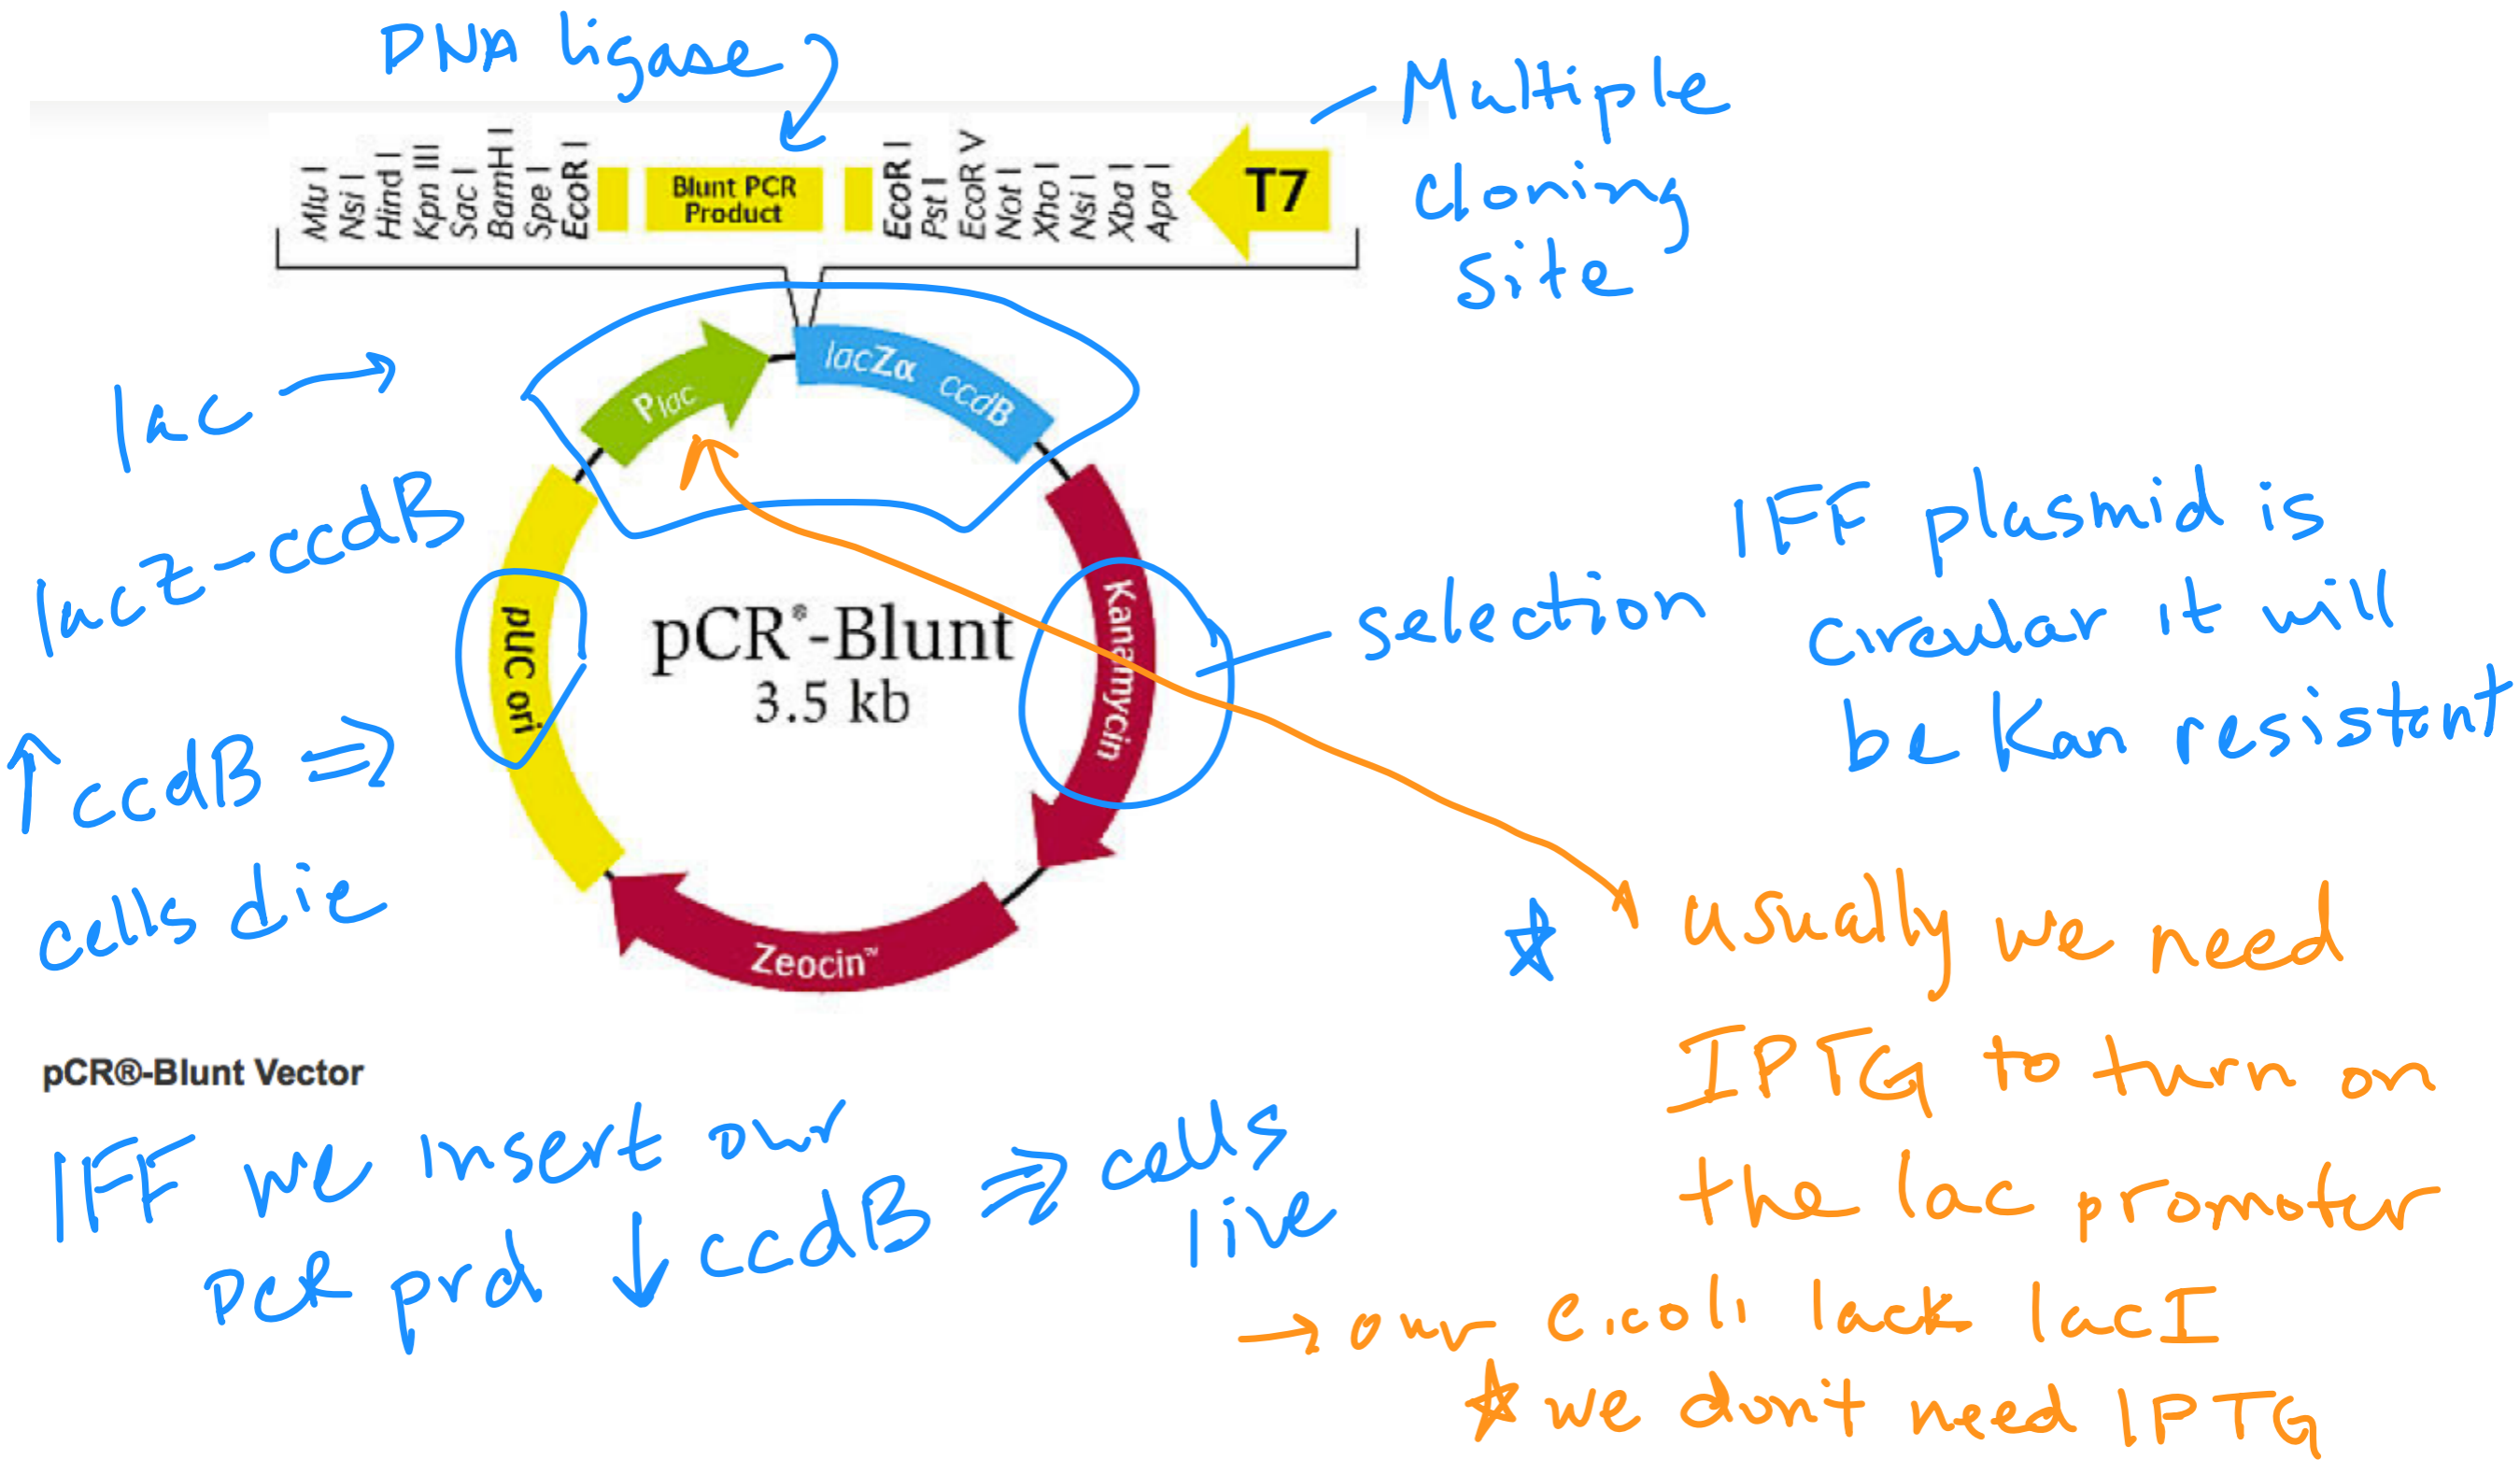 DNA ligase
Multiple
cloning
site
Mlu I
Nsi I
Hind I
Kpn III
Sac I
BamH I
Spe I
EcoR I
Blunt PCR
Product
EcoR I
Pst I
EcoR V
Not I
Xho I
Nsi I
Xba I
Apa I
T7
lac →
lacZ-ccdB
↑ccdB ⇒
cells die
Plac
lacZα ccdB
Kanamycin
Zeocin™
pUC ori
pCR®-Blunt
3.5 kb
selection
IFF plasmid is
circular it will
be Kan resistant
usually we need
IPTG to turn on
the lac promoter
→ our E.coli lack lacI
we don't need IPTG
pCR®-Blunt Vector
IFF we insert our
PCR prd ↓ccdB ⇒ cells
live